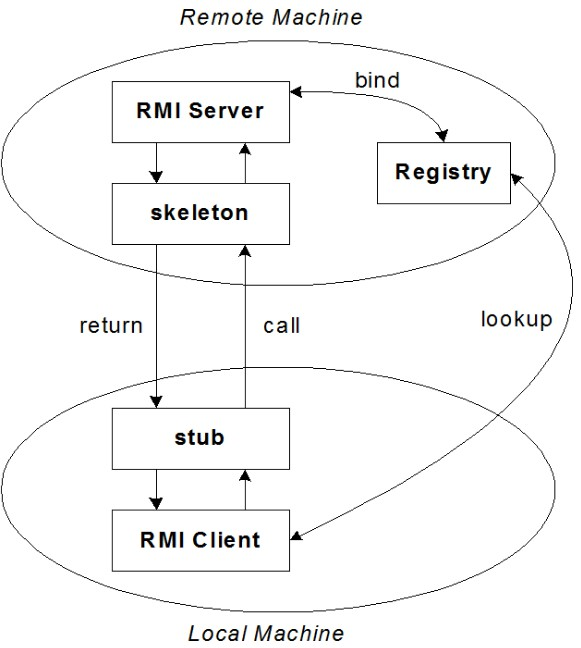 Remote Machine
bind
RMI Server
Registry
skeleton
return
call
lookup
stub
RMI Client
Local Machine